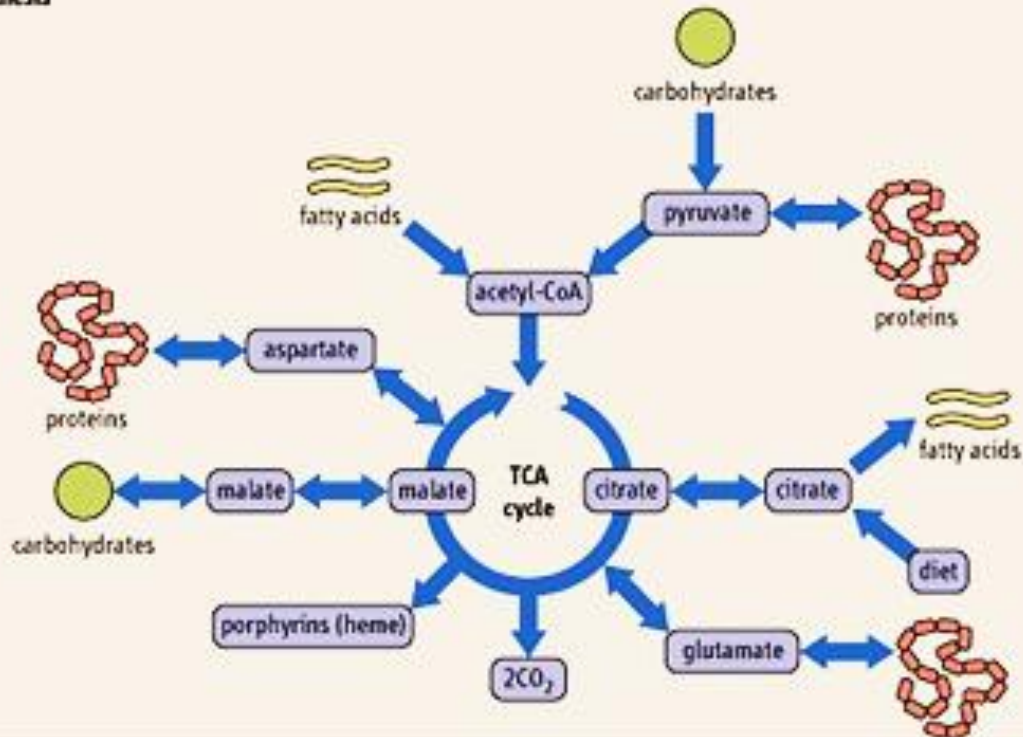 carbohydrates
fatty acids
pyruvate
acetyl-CoA
proteins
aspartate
proteins
fatty acids
TCA
cycle
malate
malate
citrate
citrate
carbohydrates
diet
porphyrins (heme)
glutamate
2CO₂